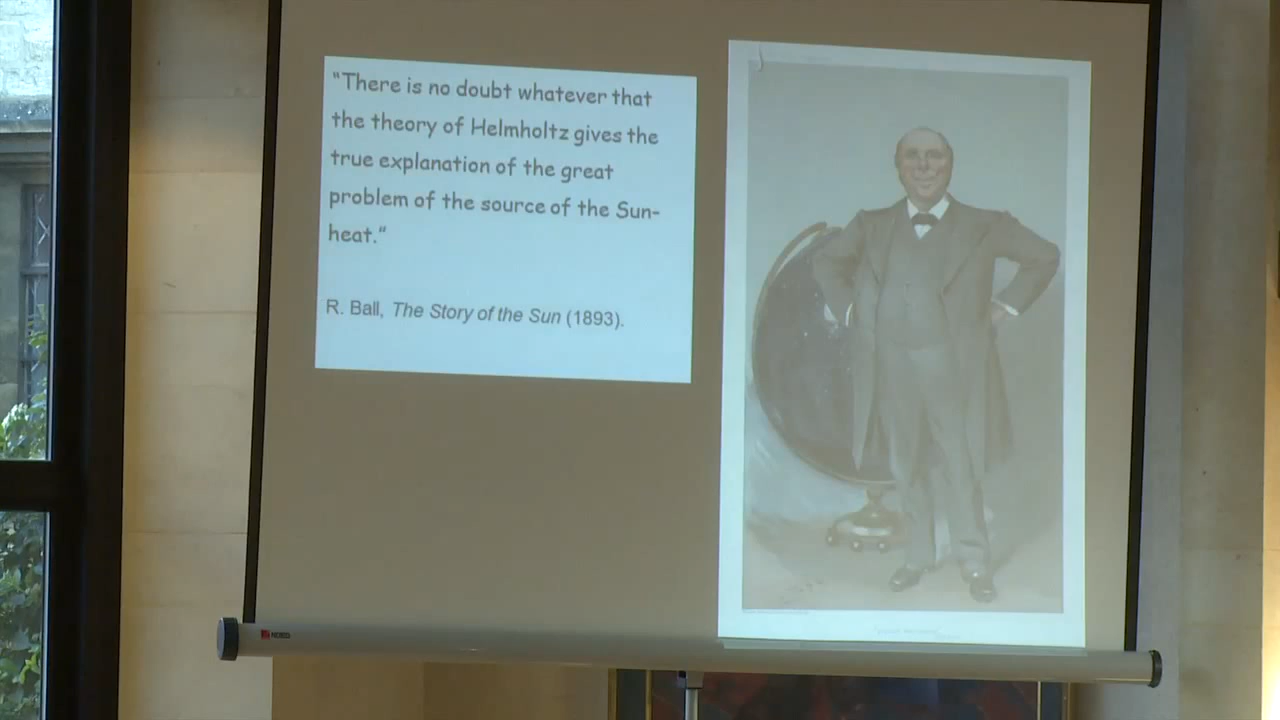 “There is no doubt whatever that
the theory of Helmholtz gives the
true explanation of the great
problem of the source of the Sun-
heat.”
R. Ball, The Story of the Sun (1893).